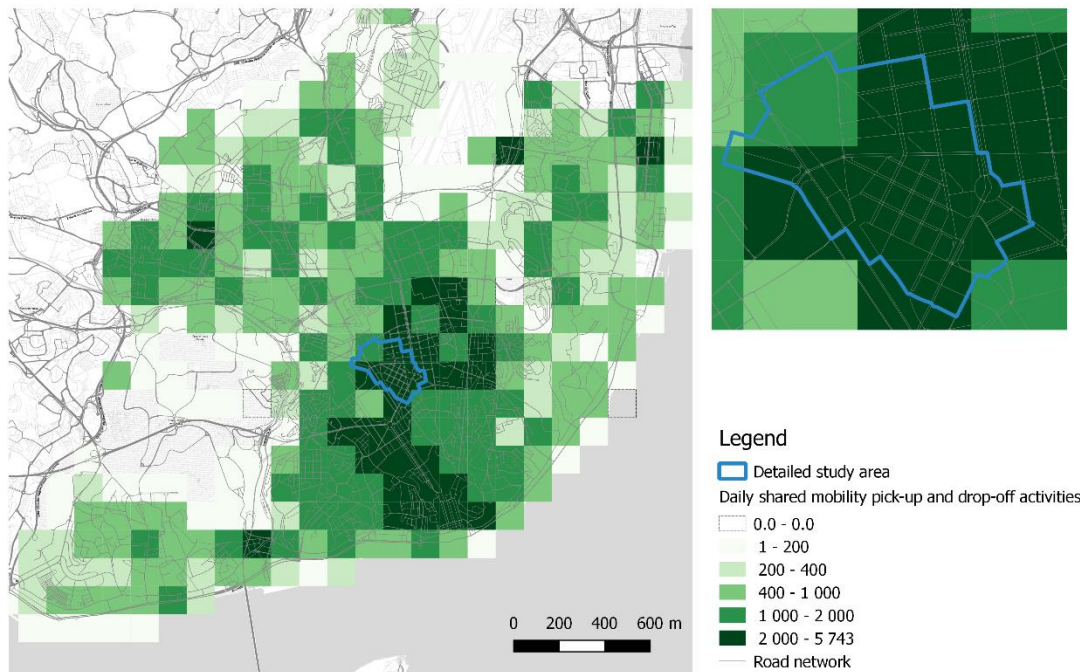 0 200 400 600 m
Legend
Detailed study area
Daily shared mobility pick-up and drop-off activities
0.0 - 0.0
1 - 200
200 - 400
400 - 1 000
1 000 - 2 000
2 000 - 5 743
Road network